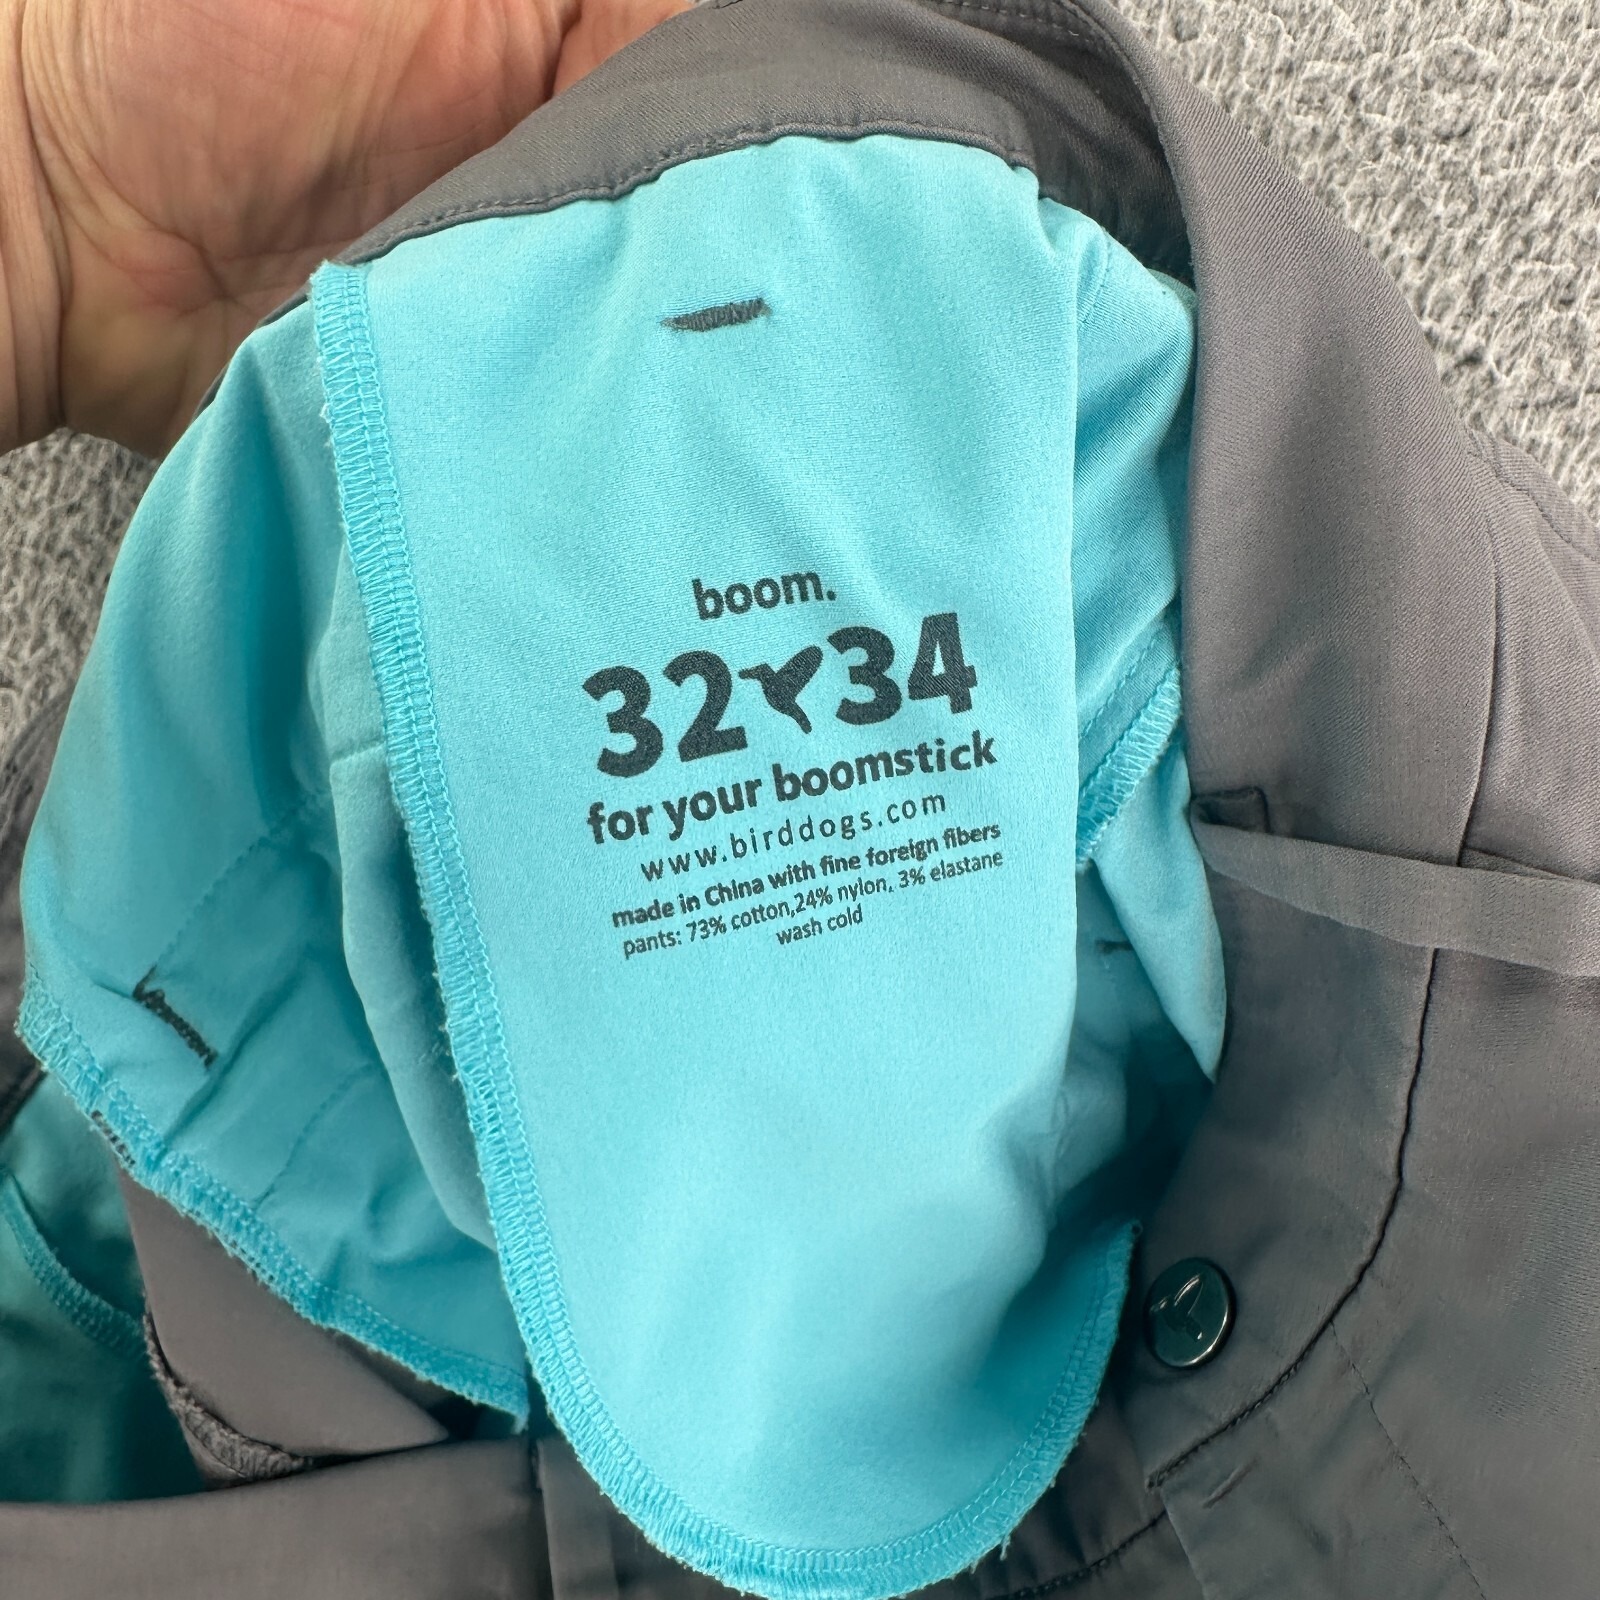 boom.
32 34
for your boomstick
www.birddogs.com
made in China with fine foreign fibers
pants: 73% cotton,24% nylon, 3% elastane
wash cold